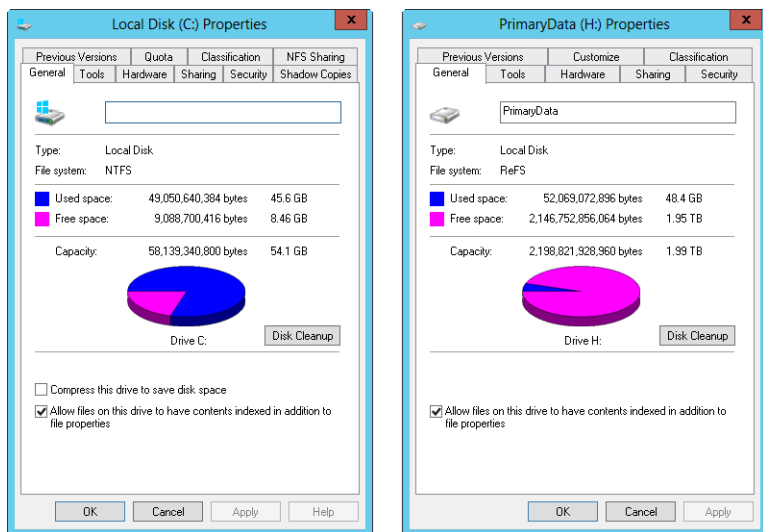 Local Disk (C:) Properties
x
Previous Versions Quota Classification NFS Sharing
General Tools Hardware Sharing Security Shadow Copies
Type: Local Disk
File system: NTFS
Used space: 49,050,640,384 bytes 45.6 GB
Free space: 9,088,700,416 bytes 8.46 GB
Capacity: 58,139,340,800 bytes 54.1 GB
Drive C:
Disk Cleanup
Compress this drive to save disk space
Allow files on this drive to have contents indexed in addition to
file properties
OK Cancel Apply Help
PrimaryData (H:) Properties
x
Previous Versions Customize Classification
General Tools Hardware Sharing Security
PrimaryData
Type: Local Disk
File system: ReFS
Used space: 52,069,072,896 bytes 48.4 GB
Free space: 2,146,752,856,064 bytes 1.95 TB
Capacity: 2,198,821,928,960 bytes 1.99 TB
Drive H:
Disk Cleanup
Allow files on this drive to have contents indexed in addition to
file properties
OK Cancel Apply